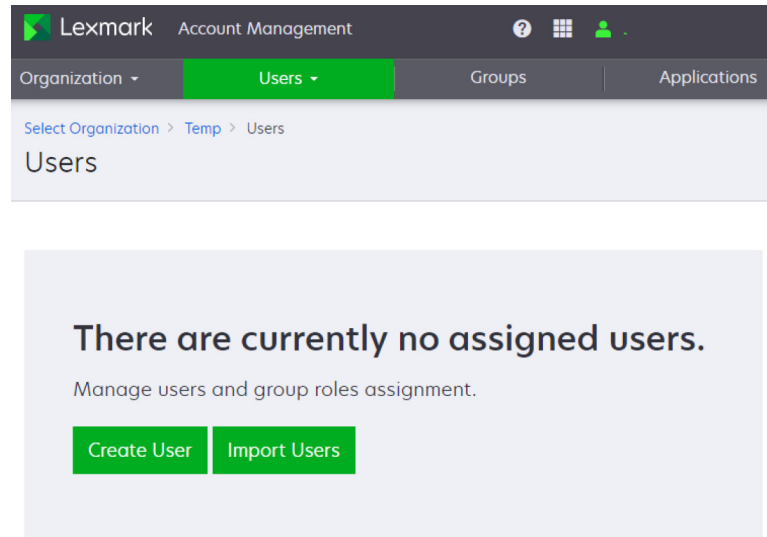 Lexmark Account Management
Organization Users Groups Applications
Select Organization > Temp > Users
Users
There are currently no assigned users.
Manage users and group roles assignment.
Create User Import Users